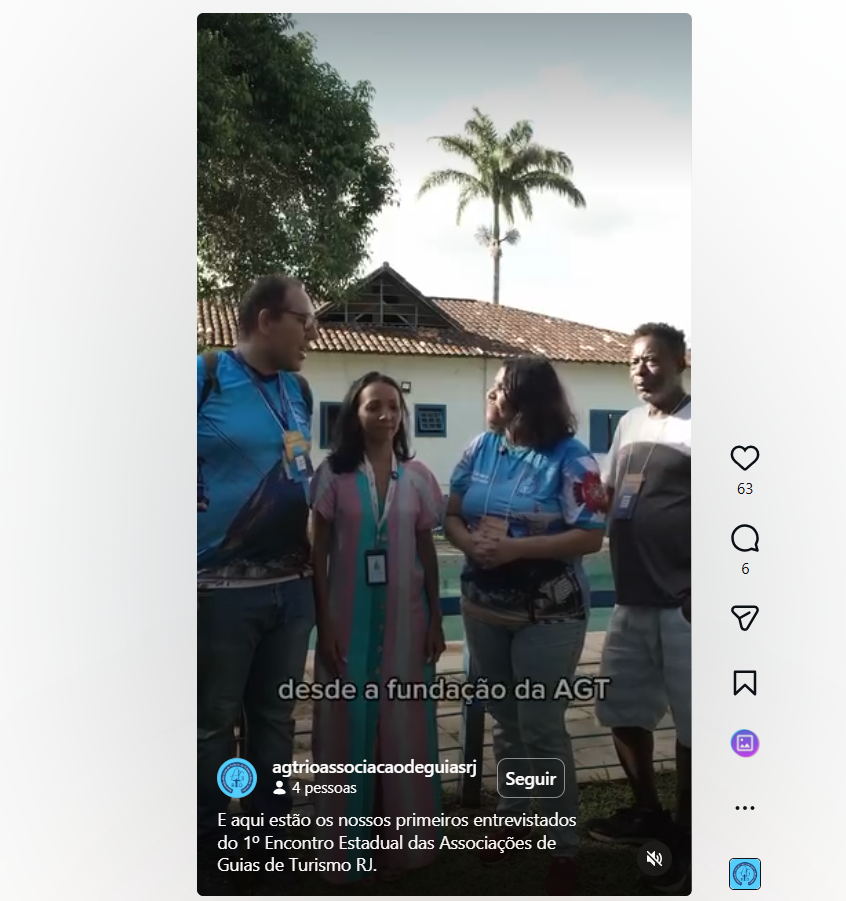 desde a fundação da AGT
agtrioassociacaodeguiasrj
Seguir
4 pessoas
E aqui estão os nossos primeiros entrevistados
do 1º Encontro Estadual das Associações de
Guias de Turismo RJ.
63
6